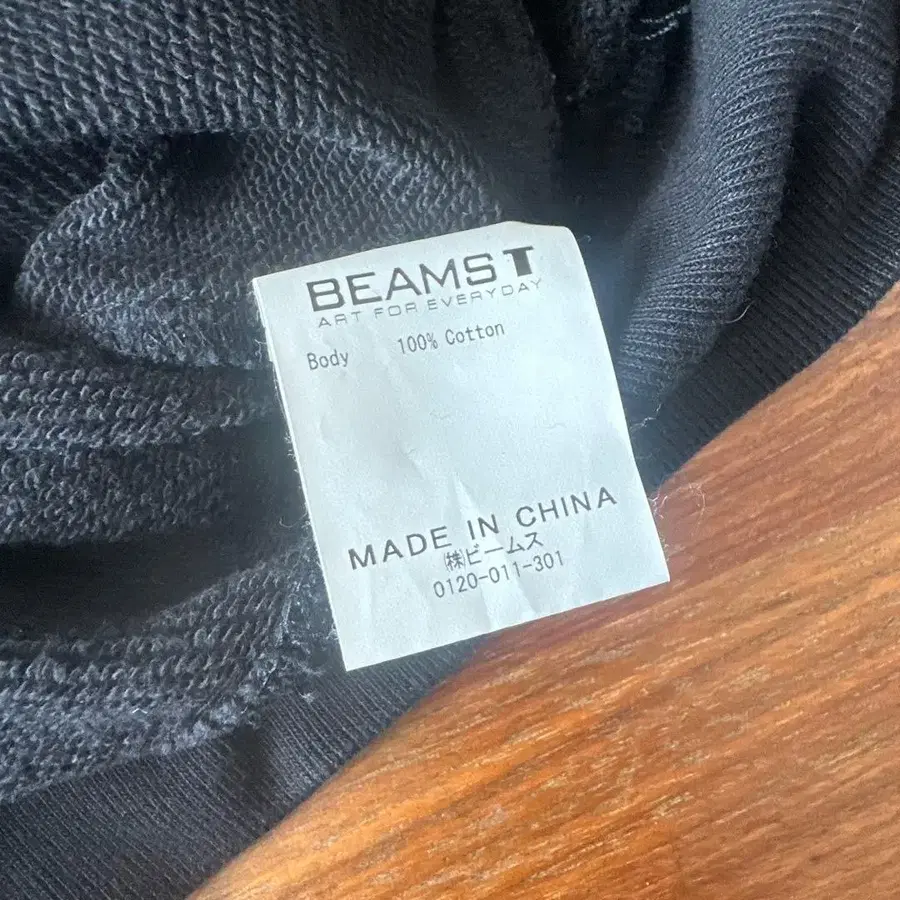 BEAMS T
ART FOR EVERYDAY
Body 100% Cotton
MADE IN CHINA
㈱ビームス
0120-011-301